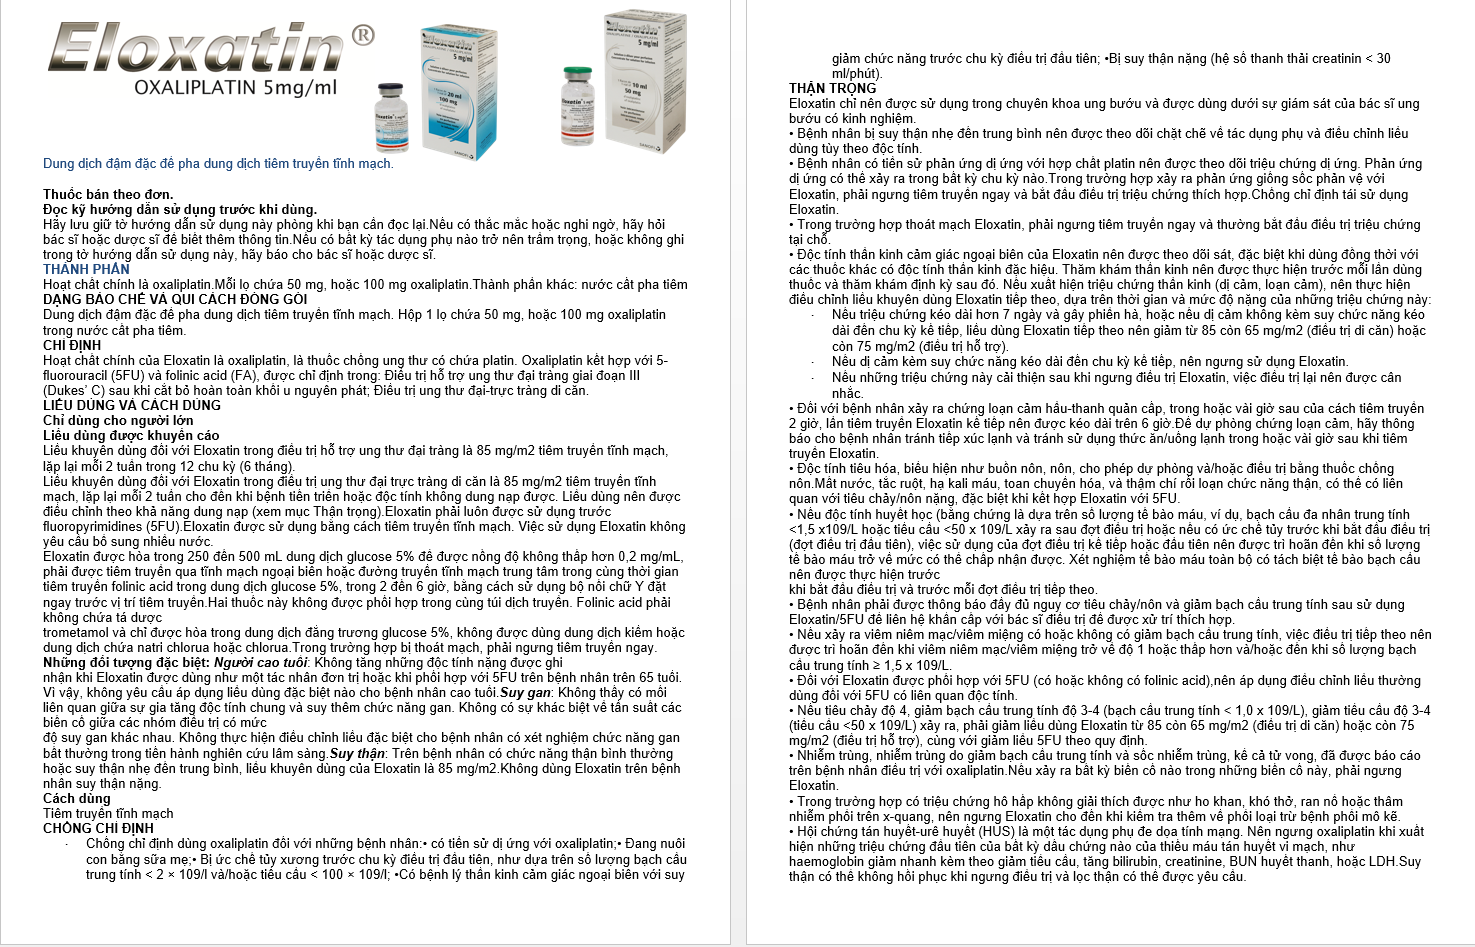 Eloxatin®
OXALIPLATIN 5mg/ml
Eloxatin
5 mg/ml
20 ml
100 mg
Eloxatin
5 mg/ml
10 ml
50 mg
SANOFI
Dung dịch đậm đặc để pha dung dịch tiêm truyền tĩnh mạch.
Thuốc bán theo đơn.
Đọc kỹ hướng dẫn sử dụng trước khi dùng.
Hãy lưu giữ tờ hướng dẫn sử dụng này phòng khi bạn cần đọc lại.Nếu có thắc mắc hoặc nghi ngờ, hãy hỏi
bác sĩ hoặc dược sĩ để biết thêm thông tin.Nếu có bất kỳ tác dụng phụ nào trở nên trầm trọng, hoặc không ghi
trong tờ hướng dẫn sử dụng này, hãy báo cho bác sĩ hoặc dược sĩ.
THÀNH PHẦN
Hoạt chất chính là oxaliplatin.Mỗi lọ chứa 50 mg, hoặc 100 mg oxaliplatin.Thành phần khác: nước cất pha tiêm
DẠNG BÀO CHẾ VÀ QUI CÁCH ĐÓNG GÓI
Dung dịch đậm đặc để pha dung dịch tiêm truyền tĩnh mạch. Hộp 1 lọ chứa 50 mg, hoặc 100 mg oxaliplatin
trong nước cất pha tiêm.
CHỈ ĐỊNH
Hoạt chất chính của Eloxatin là oxaliplatin, là thuốc chống ung thư có chứa platin. Oxaliplatin kết hợp với 5-
fluorouracil (5FU) và folinic acid (FA), được chỉ định trong: Điều trị hỗ trợ ung thư đại tràng giai đoạn III
(Dukes’ C) sau khi cắt bỏ hoàn toàn khối u nguyên phát; Điều trị ung thư đại-trực tràng di căn.
LIỀU DÙNG VÀ CÁCH DÙNG
Chỉ dùng cho người lớn
Liều dùng được khuyến cáo
Liều khuyên dùng đối với Eloxatin trong điều trị hỗ trợ ung thư đại tràng là 85 mg/m2 tiêm truyền tĩnh mạch,
lặp lại mỗi 2 tuần trong 12 chu kỳ (6 tháng).
Liều khuyên dùng đối với Eloxatin trong điều trị ung thư đại trực tràng di căn là 85 mg/m2 tiêm truyền tĩnh
mạch, lặp lại mỗi 2 tuần cho đến khi bệnh tiến triển hoặc độc tính không dung nạp được. Liều dùng nên được
điều chỉnh theo khả năng dung nạp (xem mục Thận trọng).Eloxatin phải luôn được sử dụng trước
fluoropyrimidines (5FU).Eloxatin được sử dụng bằng cách tiêm truyền tĩnh mạch. Việc sử dụng Eloxatin không
yêu cầu bổ sung nhiều nước.
Eloxatin được hòa trong 250 đến 500 mL dung dịch glucose 5% để được nồng độ không thấp hơn 0,2 mg/mL,
phải được tiêm truyền qua tĩnh mạch ngoại biên hoặc đường truyền tĩnh mạch trung tâm trong cùng thời gian
tiêm truyền folinic acid trong dung dịch glucose 5%, trong 2 đến 6 giờ, bằng cách sử dụng bộ nối chữ Y đặt
ngay trước vị trí tiêm truyền.Hai thuốc này không được phối hợp trong cùng túi dịch truyền. Folinic acid phải
không chứa tá dược
trometamol và chỉ được hòa trong dung dịch đẳng trương glucose 5%, không được dùng dung dịch kiềm hoặc
dung dịch chứa natri chlorua hoặc chlorua.Trong trường hợp bị thoát mạch, phải ngưng tiêm truyền ngay.
Những đối tượng đặc biệt: Người cao tuổi: Không tăng những độc tính nặng được ghi
nhận khi Eloxatin được dùng như một tác nhân đơn trị hoặc khi phối hợp với 5FU trên bệnh nhân trên 65 tuổi.
Vì vậy, không yêu cầu áp dụng liều dùng đặc biệt nào cho bệnh nhân cao tuổi.Suy gan: Không thấy có mối
liên quan giữa sự gia tăng độc tính chung và suy thêm chức năng gan. Không có sự khác biệt về tần suất các
biến cố giữa các nhóm điều trị có mức
độ suy gan khác nhau. Không thực hiện điều chỉnh liều đặc biệt cho bệnh nhân có xét nghiệm chức năng gan
bất thường trong tiến hành nghiên cứu lâm sàng.Suy thận: Trên bệnh nhân có chức năng thận bình thường
hoặc suy thận nhẹ đến trung bình, liều khuyên dùng của Eloxatin là 85 mg/m2.Không dùng Eloxatin trên bệnh
nhân suy thận nặng.
Cách dùng
Tiêm truyền tĩnh mạch
CHỐNG CHỈ ĐỊNH
· Chống chỉ định dùng oxaliplatin đối với những bệnh nhân:• có tiền sử dị ứng với oxaliplatin;• Đang nuôi
con bằng sữa mẹ;• Bị ức chế tủy xương trước chu kỳ điều trị đầu tiên, như dựa trên số lượng bạch cầu
trung tính < 2 × 109/l và/hoặc tiểu cầu < 100 × 109/l; •Có bệnh lý thần kinh cảm giác ngoại biên với suy
giảm chức năng trước chu kỳ điều trị đầu tiên; •Bị suy thận nặng (hệ số thanh thải creatinin < 30
ml/phút).
THẬN TRỌNG
Eloxatin chỉ nên được sử dụng trong chuyên khoa ung bướu và được dùng dưới sự giám sát của bác sĩ ung
bướu có kinh nghiệm.
• Bệnh nhân bị suy thận nhẹ đến trung bình nên được theo dõi chặt chẽ về tác dụng phụ và điều chỉnh liều
dùng tùy theo độc tính.
• Bệnh nhân có tiền sử phản ứng dị ứng với hợp chất platin nên được theo dõi triệu chứng dị ứng. Phản ứng
dị ứng có thể xảy ra trong bất kỳ chu kỳ nào.Trong trường hợp xảy ra phản ứng giống sốc phản vệ với
Eloxatin, phải ngưng tiêm truyền ngay và bắt đầu điều trị triệu chứng thích hợp.Chống chỉ định tái sử dụng
Eloxatin.
• Trong trường hợp thoát mạch Eloxatin, phải ngưng tiêm truyền ngay và thường bắt đầu điều trị triệu chứng
tại chỗ.
• Độc tính thần kinh cảm giác ngoại biên của Eloxatin nên được theo dõi sát, đặc biệt khi dùng đồng thời với
các thuốc khác có độc tính thần kinh đặc hiệu. Thăm khám thần kinh nên được thực hiện trước mỗi lần dùng
thuốc và thăm khám định kỳ sau đó. Nếu xuất hiện triệu chứng thần kinh (dị cảm, loạn cảm), nên thực hiện
điều chỉnh liều khuyên dùng Eloxatin tiếp theo, dựa trên thời gian và mức độ nặng của những triệu chứng này:
· Nếu triệu chứng kéo dài hơn 7 ngày và gây phiền hà, hoặc nếu dị cảm không kèm suy chức năng kéo
dài đến chu kỳ kế tiếp, liều dùng Eloxatin tiếp theo nên giảm từ 85 còn 65 mg/m2 (điều trị di căn) hoặc
còn 75 mg/m2 (điều trị hỗ trợ).
· Nếu dị cảm kèm suy chức năng kéo dài đến chu kỳ kế tiếp, nên ngưng sử dụng Eloxatin.
· Nếu những triệu chứng này cải thiện sau khi ngưng điều trị Eloxatin, việc điều trị lại nên được cân
nhắc.
• Đối với bệnh nhân xảy ra chứng loạn cảm hầu-thanh quản cấp, trong hoặc vài giờ sau của cách tiêm truyền
2 giờ, lần tiêm truyền Eloxatin kế tiếp nên được kéo dài trên 6 giờ.Để dự phòng chứng loạn cảm, hãy thông
báo cho bệnh nhân tránh tiếp xúc lạnh và tránh sử dụng thức ăn/uống lạnh trong hoặc vài giờ sau khi tiêm
truyền Eloxatin.
• Độc tính tiêu hóa, biểu hiện như buồn nôn, nôn, cho phép dự phòng và/hoặc điều trị bằng thuốc chống
nôn.Mất nước, tắc ruột, hạ kali máu, toan chuyển hóa, và thậm chí rối loạn chức năng thận, có thể có liên
quan với tiêu chảy/nôn nặng, đặc biệt khi kết hợp Eloxatin với 5FU.
• Nếu độc tính huyết học (bằng chứng là dựa trên số lượng tế bào máu, ví dụ, bạch cầu đa nhân trung tính
<1,5 x109/L hoặc tiểu cầu <50 x 109/L xảy ra sau đợt điều trị hoặc nếu có ức chế tủy trước khi bắt đầu điều trị
(đợt điều trị đầu tiên), việc sử dụng của đợt điều trị kế tiếp hoặc đầu tiên nên được trì hoãn đến khi số lượng
tế bào máu trở về mức có thể chấp nhận được. Xét nghiệm tế bào máu toàn bộ có tách biệt tế bào bạch cầu
nên được thực hiện trước
khi bắt đầu điều trị và trước mỗi đợt điều trị tiếp theo.
• Bệnh nhân phải được thông báo đầy đủ nguy cơ tiêu chảy/nôn và giảm bạch cầu trung tính sau sử dụng
Eloxatin/5FU để liên hệ khẩn cấp với bác sĩ điều trị để được xử trí thích hợp.
• Nếu xảy ra viêm niêm mạc/viêm miệng có hoặc không có giảm bạch cầu trung tính, việc điều trị tiếp theo nên
được trì hoãn đến khi viêm niêm mạc/viêm miệng trở về độ 1 hoặc thấp hơn và/hoặc đến khi số lượng bạch
cầu trung tính ≥ 1,5 x 109/L.
• Đối với Eloxatin được phối hợp với 5FU (có hoặc không có folinic acid),nên áp dụng điều chỉnh liều thường
dùng đối với 5FU có liên quan độc tính.
• Nếu tiêu chảy độ 4, giảm bạch cầu trung tính độ 3-4 (bạch cầu trung tính < 1,0 x 109/L), giảm tiểu cầu độ 3-4
(tiểu cầu <50 x 109/L) xảy ra, phải giảm liều dùng Eloxatin từ 85 còn 65 mg/m2 (điều trị di căn) hoặc còn 75
mg/m2 (điều trị hỗ trợ), cùng với giảm liều 5FU theo quy định.
• Nhiễm trùng, nhiễm trùng do giảm bạch cầu trung tính và sốc nhiễm trùng, kể cả tử vong, đã được báo cáo
trên bệnh nhân điều trị với oxaliplatin.Nếu xảy ra bất kỳ biến cố nào trong những biến cố này, phải ngưng
Eloxatin.
• Trong trường hợp có triệu chứng hô hấp không giải thích được như ho khan, khó thở, ran nổ hoặc thâm
nhiễm phổi trên x-quang, nên ngưng Eloxatin cho đến khi kiểm tra thêm về phổi loại trừ bệnh phổi mô kẽ.
• Hội chứng tán huyết-urê huyết (HUS) là một tác dụng phụ đe dọa tính mạng. Nên ngưng oxaliplatin khi xuất
hiện những triệu chứng đầu tiên của bất kỳ dấu chứng nào của thiếu máu tán huyết vi mạch, như
haemoglobin giảm nhanh kèm theo giảm tiểu cầu, tăng bilirubin, creatinine, BUN huyết thanh, hoặc LDH.Suy
thận có thể không hồi phục khi ngưng điều trị và lọc thận có thể được yêu cầu.